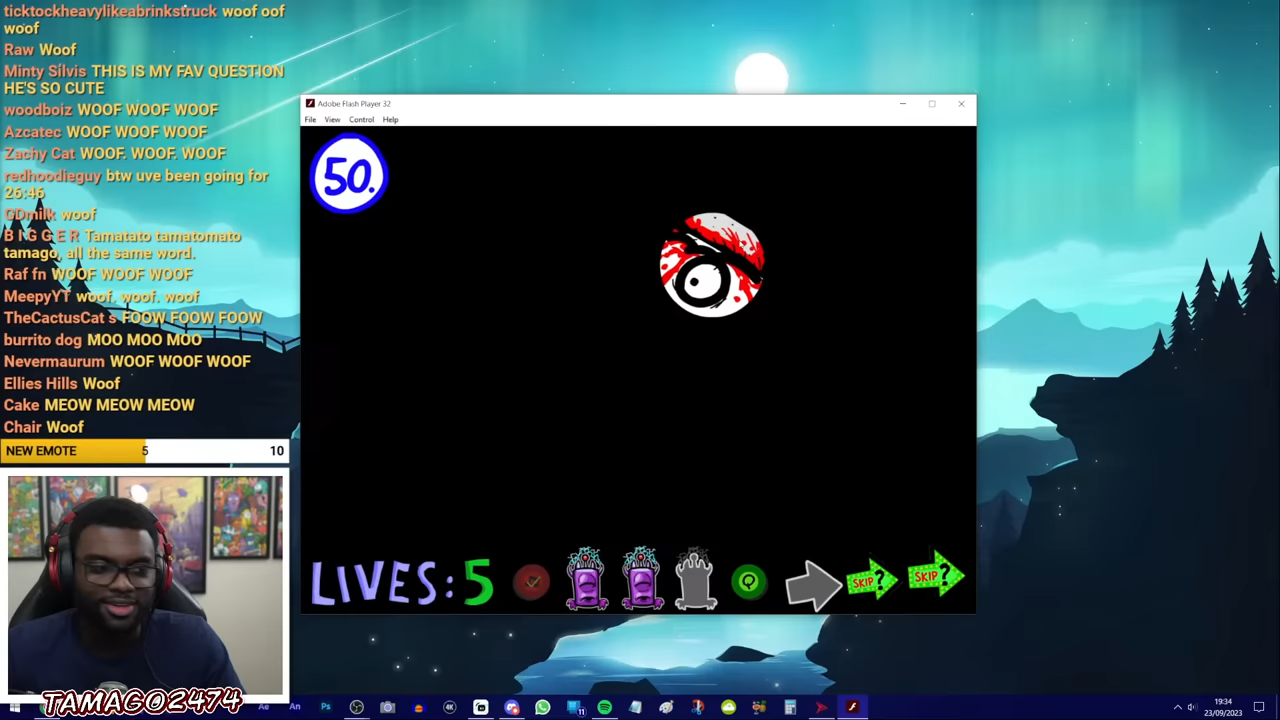 ticktockheavylikeabrinkstruck woof oof
woof
Raw Woof
Minty Silvis THIS IS MY FAV QUESTION
HE'S SO CUTE
woodboiz WOOF WOOF WOOF
Azcatec WOOF WOOF WOOF
Zachy Cat WOOF. WOOF. WOOF
redhoodieguy btw uve been going for
26:46
GDmilk woof
B I G G E R Tamatato tamatomato
tamago, all the same word.
Raf fn WOOF WOOF WOOF
MeepyYT woof. woof. woof
TheCactusCat s FOOW FOOW FOOW
burrito dog MOO MOO MOO
Nevermaurum WOOF WOOF WOOF
Ellies Hills Woof
Cake MEOW MEOW MEOW
Chair Woof
NEW EMOTE 5 10
TAMAGO2474
Adobe Flash Player 32
File View Control Help
50.
LIVES: 5
SKIP?
SKIP?
Ae An Ps
4K
11
19:34
23/09/2023